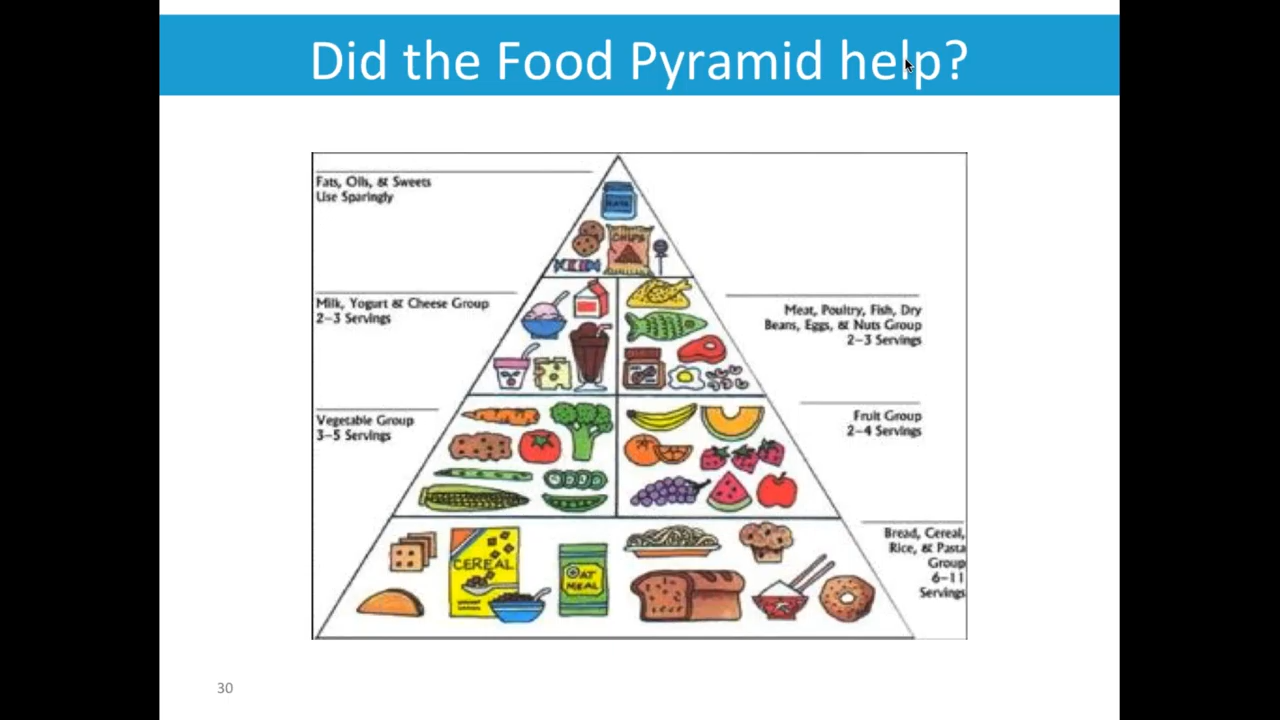 Did the Food Pyramid help?
Fats, Oils, & Sweets
Use Sparingly
CHIPS
Milk, Yogurt & Cheese Group
2–3 Servings
Meat, Poultry, Fish, Dry
Beans, Eggs, & Nuts Group
2–3 Servings
Vegetable Group
3–5 Servings
Fruit Group
2–4 Servings
Bread, Cereal,
Rice, & Pasta
Group
6–11
Servings
CEREAL
OAT
MEAL
30